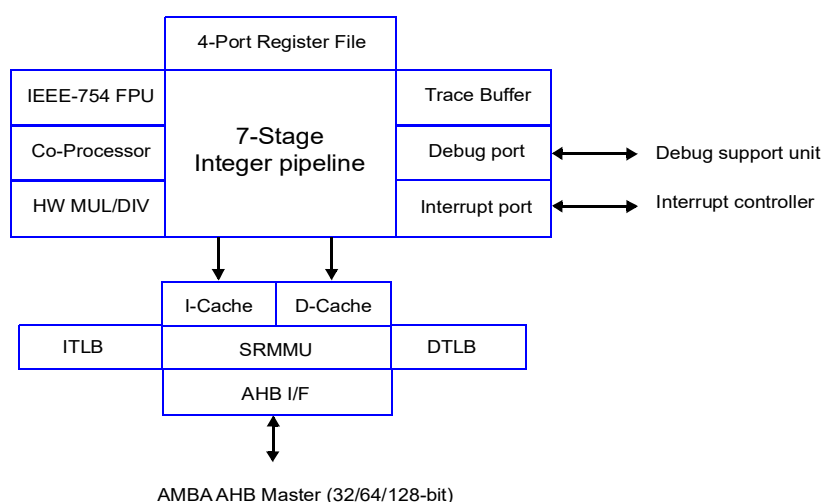 4-Port Register File
IEEE-754 FPU
Trace Buffer
7-Stage
Integer pipeline
Co-Processor
Debug port
Debug support unit
HW MUL/DIV
Interrupt port
Interrupt controller
I-Cache
D-Cache
ITLB
SRMMU
DTLB
AHB I/F
AMBA AHB Master (32/64/128-bit)